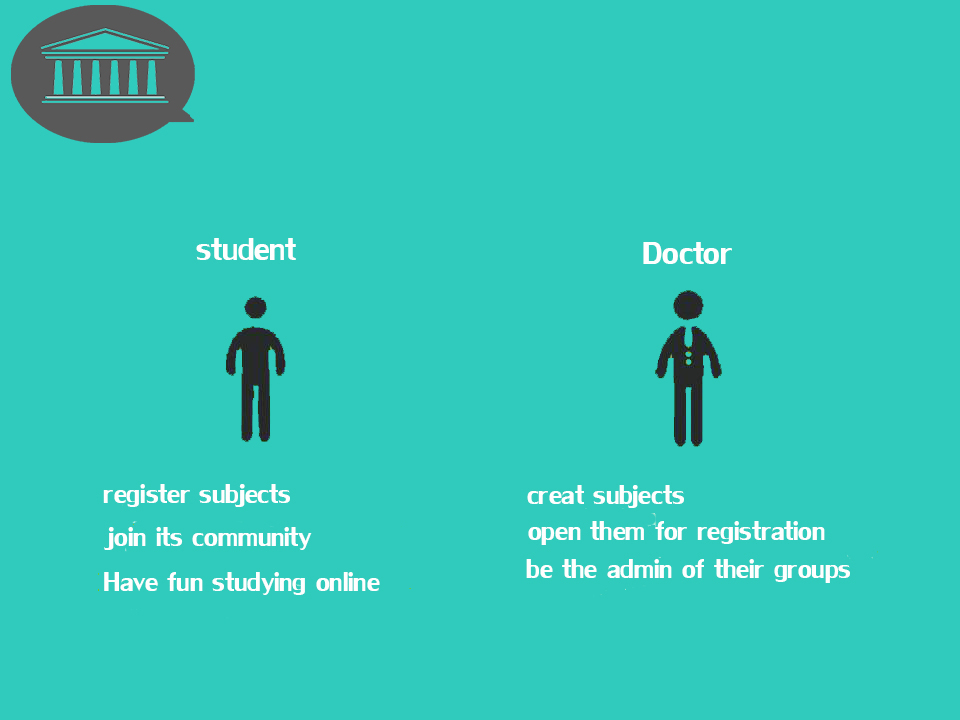 student
register subjects
join its community
Have fun studying online
Doctor
creat subjects
open them for registration
be the admin of their groups